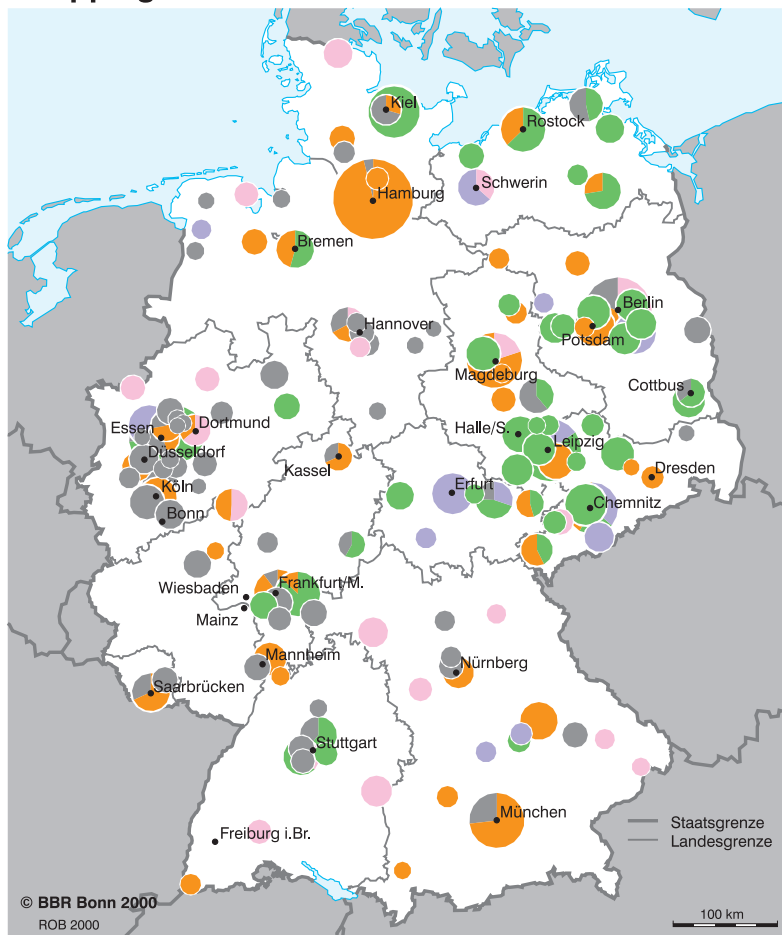 Kiel
Rostock
Schwerin
Hamburg
Bremen
Berlin
Hannover
Potsdam
Magdeburg
Cottbus
Essen
Dortmund
Halle/S.
Leipzig
Düsseldorf
Kassel
Dresden
Köln
Erfurt
Chemnitz
Bonn
Wiesbaden
Frankfurt/M.
Mainz
Mannheim
Nürnberg
Saarbrücken
Stuttgart
München
Freiburg i.Br.
Staatsgrenze
Landesgrenze
© BBR Bonn 2000
ROB 2000
100 km